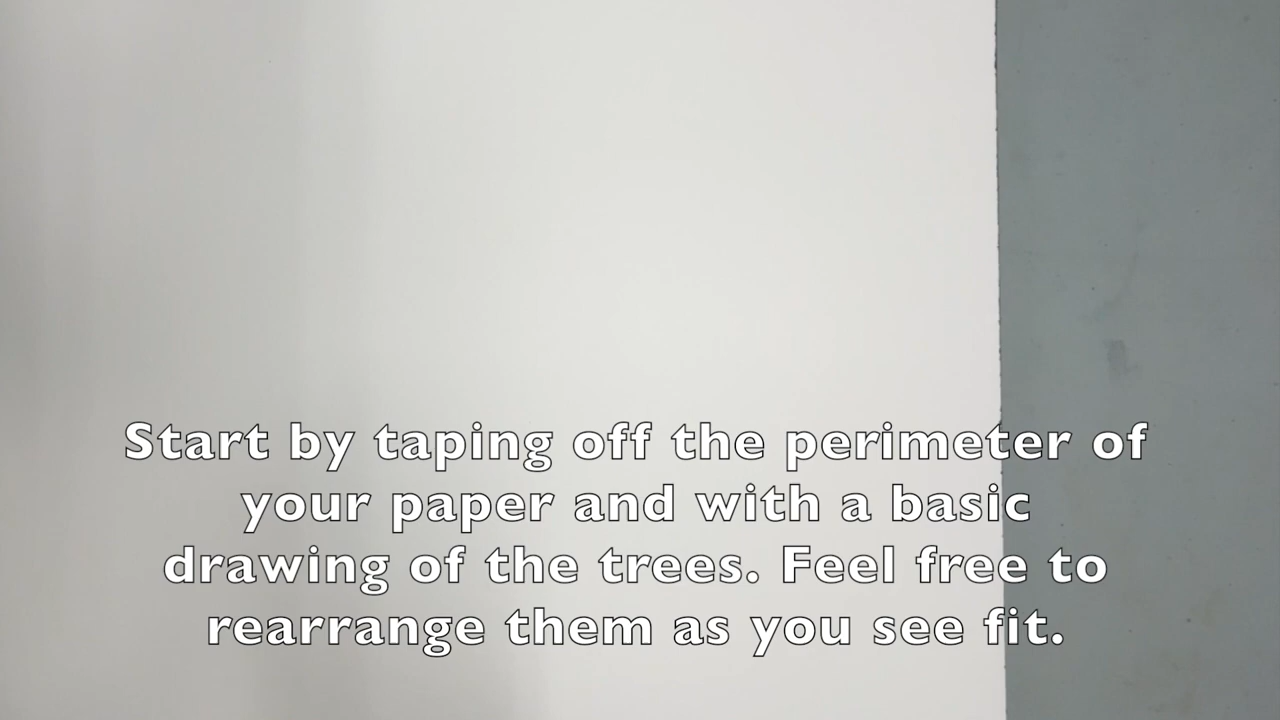 Start by taping off the perimeter of
your paper and with a basic
drawing of the trees. Feel free to
rearrange them as you see fit.